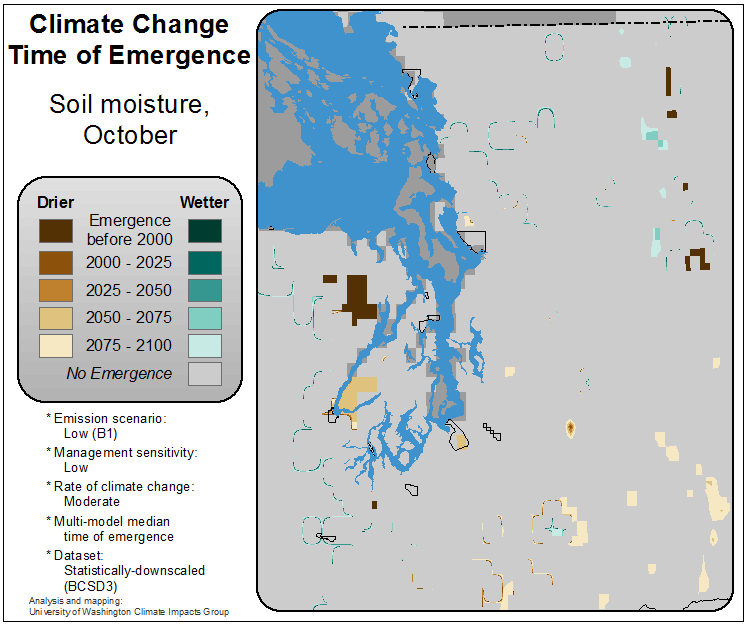 Climate Change
Time of Emergence
Soil moisture,
October
Drier Wetter
Emergence
before 2000
2000 - 2025
2025 - 2050
2050 - 2075
2075 - 2100
No Emergence
* Emission scenario:
Low (B1)
* Management sensitivity:
Low
* Rate of climate change:
Moderate
* Multi-model median
time of emergence
* Dataset:
Statistically-downscaled
(BCSD3)
Analysis and mapping:
University of Washington Climate Impacts Group